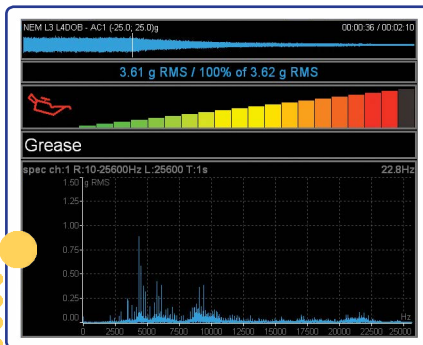 NEM L3 L4DOB - AC1 (-25.0; 25.0)g 00:00:36 / 00:02:10
3.61 g RMS / 100% of 3.62 g RMS
Grease
spec ch:1 R:10-25600Hz L:25600 T:1s 22.8Hz
1.50 g RMS
1.25
1.00
0.75
0.50
0.25
0.00 Hz
0 2500 5000 7500 10000 12500 15000 17500 20000 22500 25000